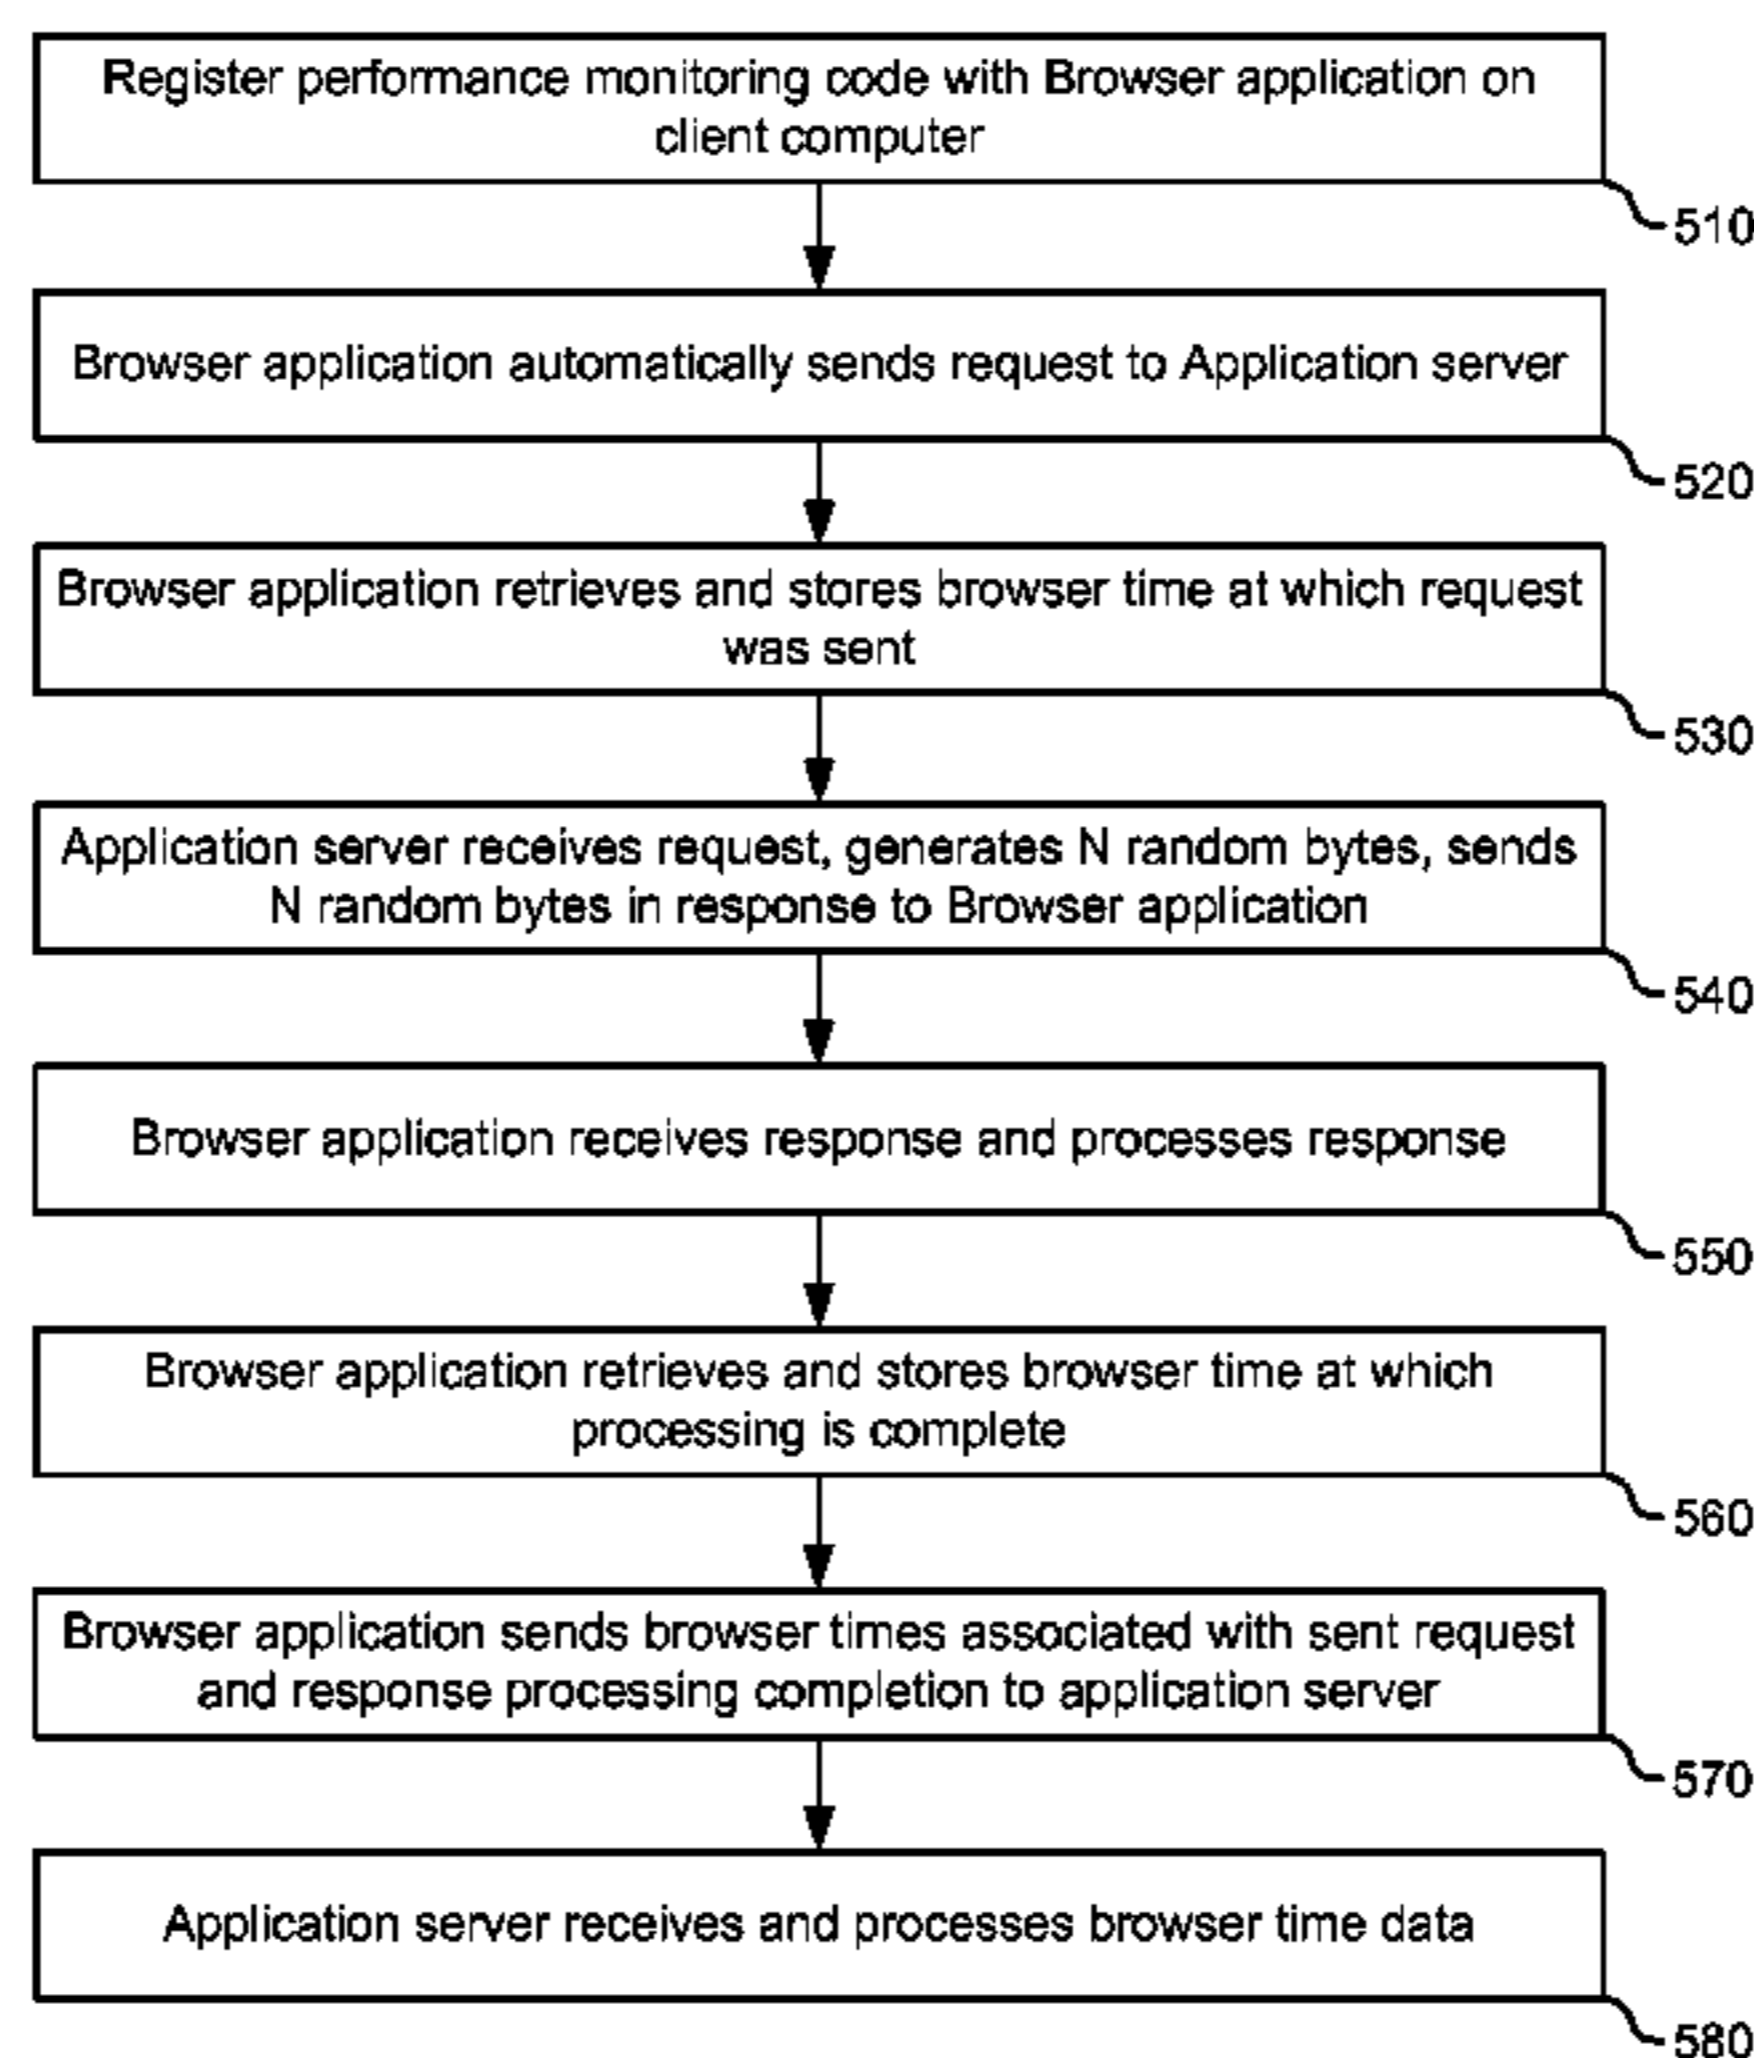 Register performance monitoring code with Browser application on
client computer
510
Browser application automatically sends request to Application server
520
Browser application retrieves and stores browser time at which request
was sent
530
Application server receives request, generates N random bytes, sends
N random bytes in response to Browser application
540
Browser application receives response and processes response
550
Browser application retrieves and stores browser time at which
processing is complete
560
Browser application sends browser times associated with sent request
and response processing completion to application server
570
Application server receives and processes browser time data
580